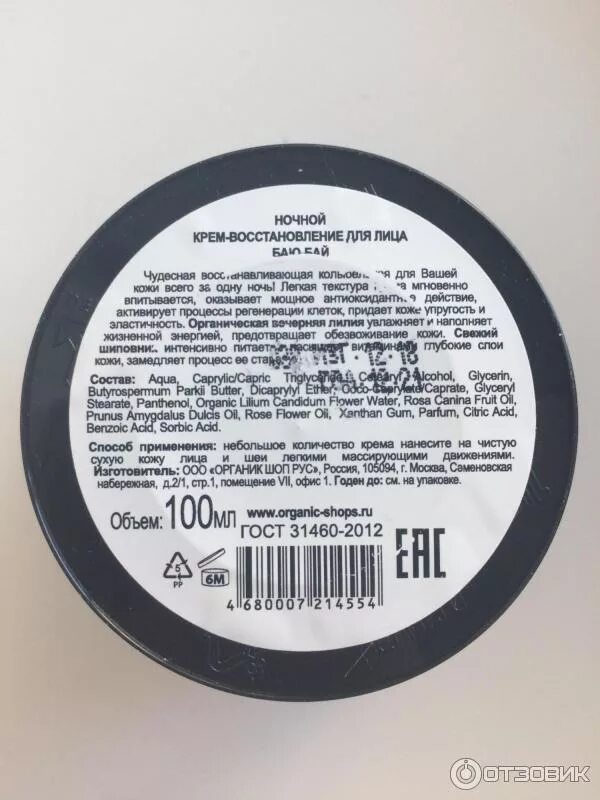 НОЧНОЙ
КРЕМ-ВОССТАНОВЛЕНИЕ ДЛЯ ЛИЦА
БАЮ-БАЙ
Чудесная восстанавливающая колыбельная для Вашей
кожи всего за одну ночь! Легкая текстура мгновенно
впитывается, оказывает мощное антиоксидантное действие,
активирует процессы регенерации клеток, придает коже упругость и
эластичность. Органическая вечерняя лилия увлажняет и наполняет
жизненной энергией, предотвращает обезвоживание кожи. Свежий
шиповник интенсивно питает витаминами глубокие слои
кожи, замедляет процесс ее
12 18
Состав: Aqua, Caprylic/Capric Triglyceride, Cetearyl Alcohol, Glycerin,
Butyrospermum Parkii Butter, Dicaprylyl Ether, Coco-Caprylate/Caprate, Glyceryl
Stearate, Panthenol, Organic Lilium Candidum Flower Water, Rosa Canina Fruit Oil,
Prunus Amygdalus Dulcis Oil, Rose Flower Oil, Xanthan Gum, Parfum, Citric Acid,
Benzoic Acid, Sorbic Acid.
Способ применения: небольшое количество крема нанесите на чистую
сухую кожу лица и шеи легкими массирующими движениями.
Изготовитель: ООО «ОРГАНИК ШОП РУС», Россия, 105094, г. Москва, Семеновская
набережная, д.2/1, стр.1, помещение VII, офис 1. Годен до: см. на упаковке.
www.organic-shops.ru
Объем: 100мл
ГОСТ 31460-2012
EAC
5
PP
6M
4 680007 214554
ОТЗОВИК